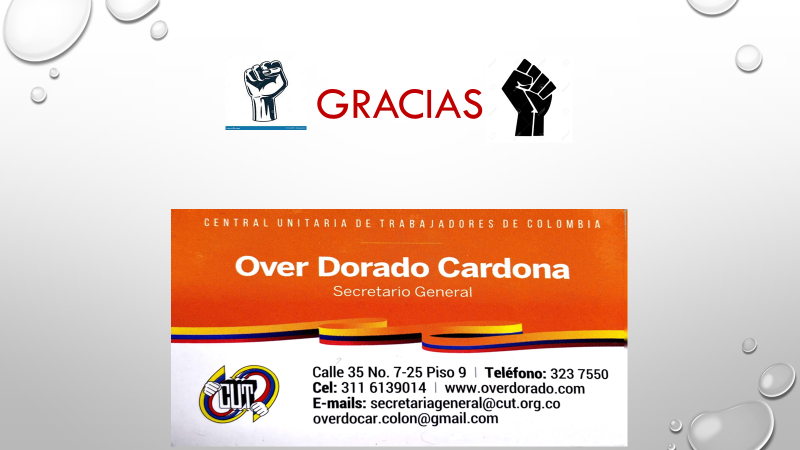 GRACIAS
CENTRAL UNITARIA DE TRABAJADORES DE COLOMBIA
Over Dorado Cardona
Secretario General
CUT
Calle 35 No. 7-25 Piso 9 | Teléfono: 323 7550
Cel: 311 6139014 | www.overdorado.com
E-mails: secretariageneral@cut.org.co
overdocar.colon@gmail.com